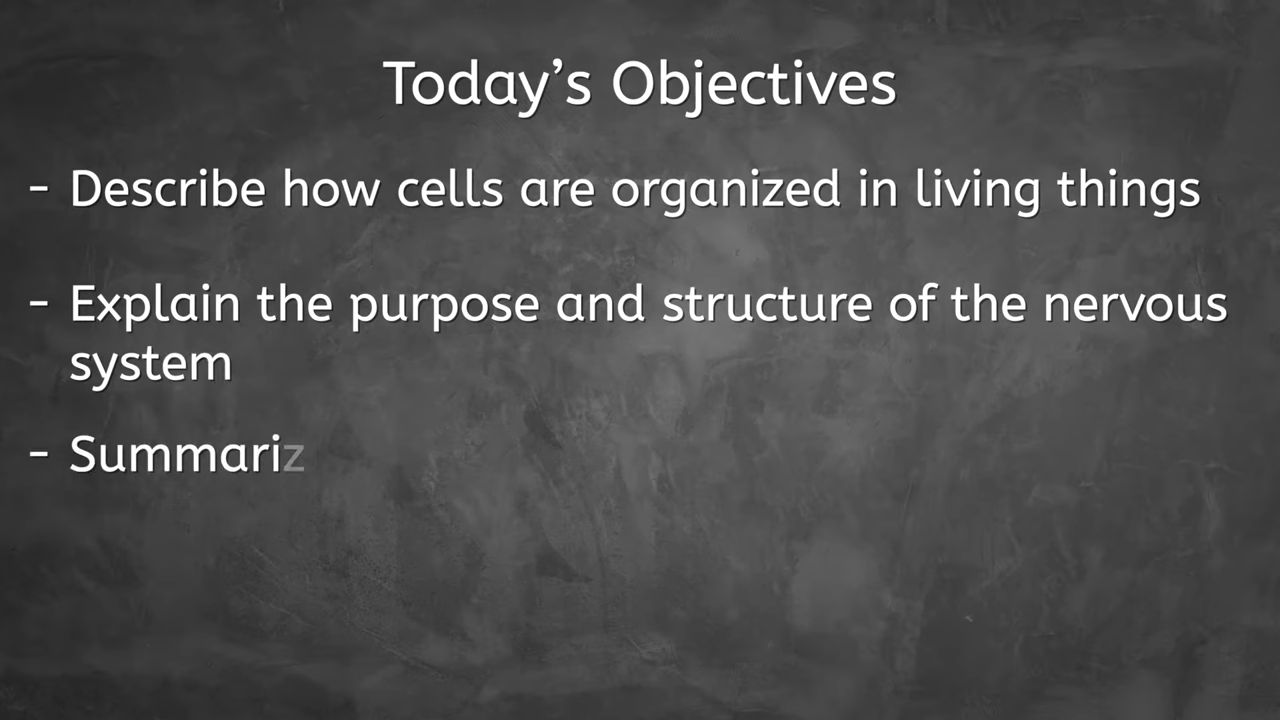 Today’s Objectives
- Describe how cells are organized in living things
- Explain the purpose and structure of the nervous
system
- Summariz